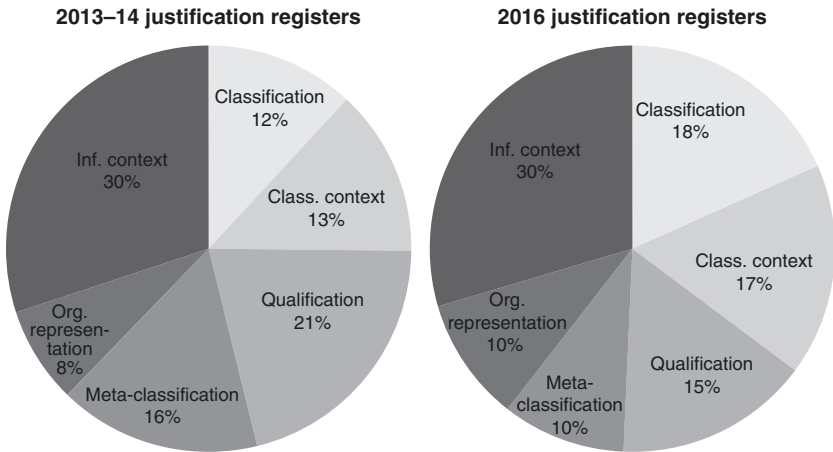 2013–14 justification registers
Classification
12%
Class. context
13%
Qualification
21%
Meta-classification
16%
Org.
represen-
tation
8%
Inf. context
30%
2016 justification registers
Classification
18%
Class. context
17%
Qualification
15%
Meta-
classification
10%
Org.
representation
10%
Inf. context
30%